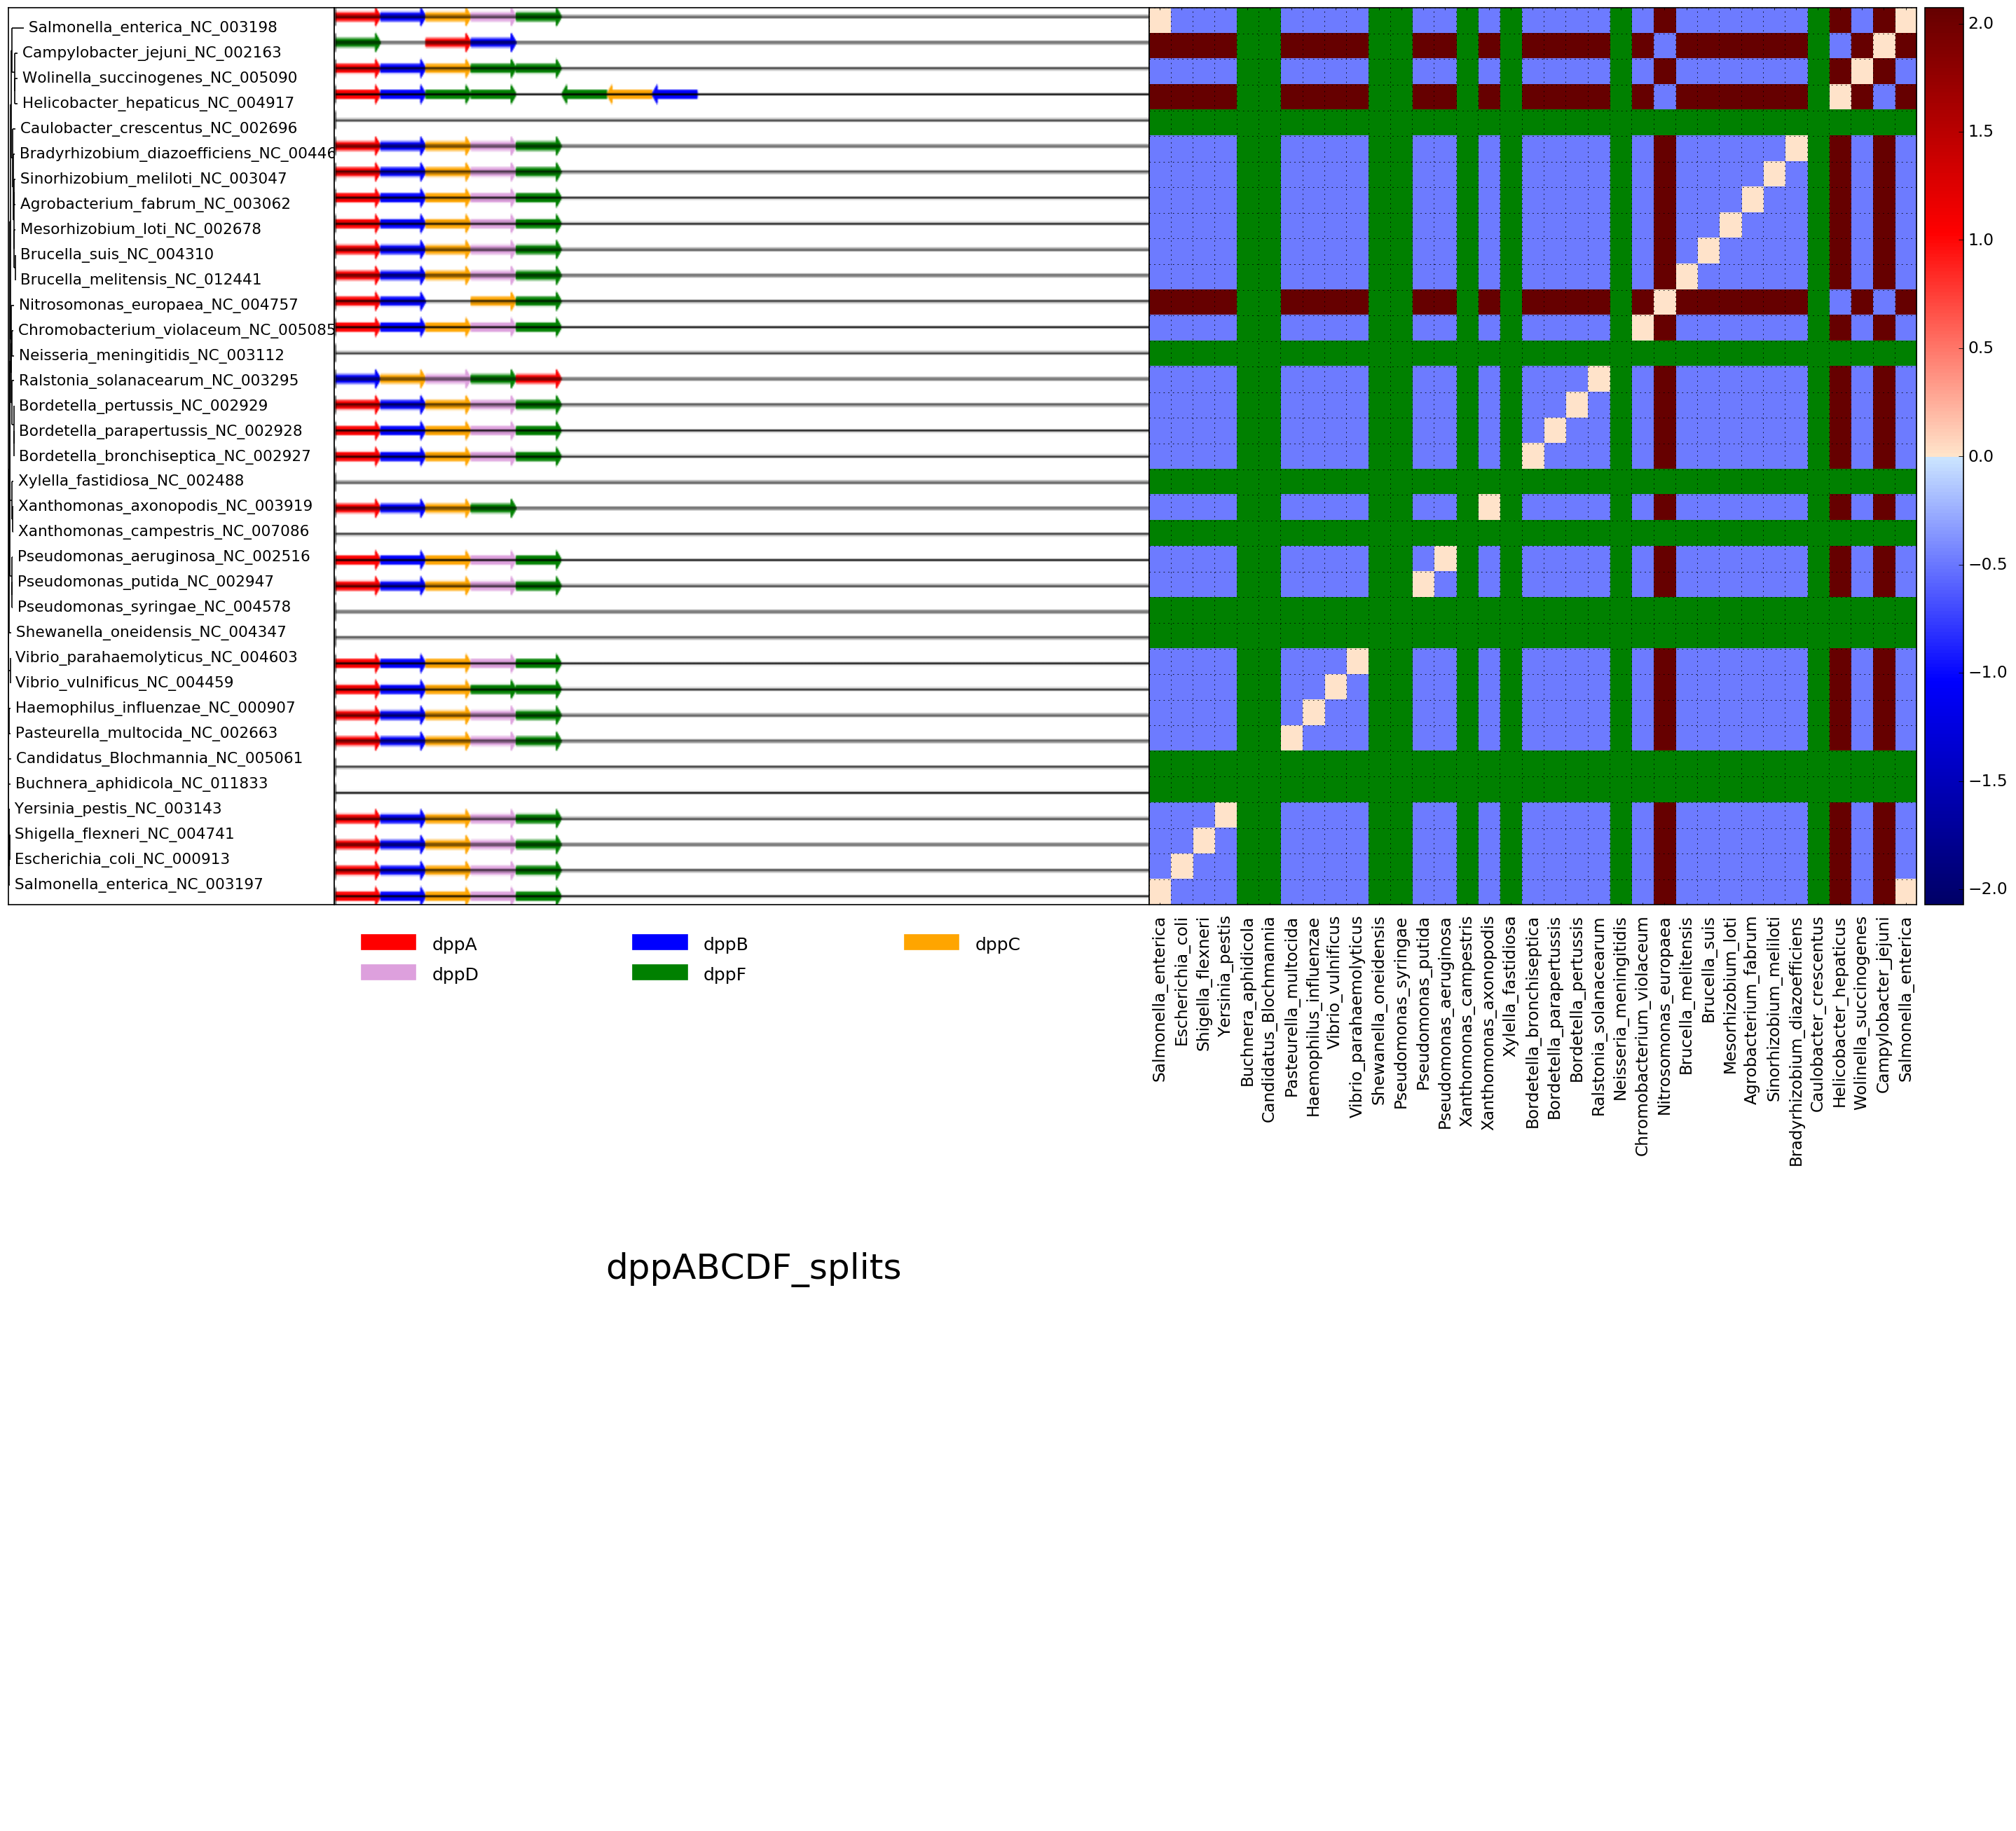 Salmonella_enterica_NC_003198
Campylobacter_jejuni_NC_002163
Wolinella_succinogenes_NC_005090
Helicobacter_hepaticus_NC_004917
Caulobacter_crescentus_NC_002696
Bradyrhizobium_diazoefficiens_NC_00446
Sinorhizobium_meliloti_NC_003047
Agrobacterium_fabrum_NC_003062
Mesorhizobium_loti_NC_002678
Brucella_suis_NC_004310
Brucella_melitensis_NC_012441
Nitrosomonas_europaea_NC_004757
Chromobacterium_violaceum_NC_005085
Neisseria_meningitidis_NC_003112
Ralstonia_solanacearum_NC_003295
Bordetella_pertussis_NC_002929
Bordetella_parapertussis_NC_002928
Bordetella_bronchiseptica_NC_002927
Xylella_fastidiosa_NC_002488
Xanthomonas_axonopodis_NC_003919
Xanthomonas_campestris_NC_007086
Pseudomonas_aeruginosa_NC_002516
Pseudomonas_putida_NC_002947
Pseudomonas_syringae_NC_004578
Shewanella_oneidensis_NC_004347
Vibrio_parahaemolyticus_NC_004603
Vibrio_vulnificus_NC_004459
Haemophilus_influenzae_NC_000907
Pasteurella_multocida_NC_002663
Candidatus_Blochmannia_NC_005061
Buchnera_aphidicola_NC_011833
Yersinia_pestis_NC_003143
Shigella_flexneri_NC_004741
Escherichia_coli_NC_000913
Salmonella_enterica_NC_003197
2.0
1.5
1.0
0.5
0.0
−0.5
−1.0
−1.5
−2.0
dppA
dppB
dppC
dppD
dppF
Salmonella_enterica
Escherichia_coli
Shigella_flexneri
Yersinia_pestis
Buchnera_aphidicola
Candidatus_Blochmannia
Pasteurella_multocida
Haemophilus_influenzae
Vibrio_vulnificus
Vibrio_parahaemolyticus
Shewanella_oneidensis
Pseudomonas_syringae
Pseudomonas_putida
Pseudomonas_aeruginosa
Xanthomonas_campestris
Xanthomonas_axonopodis
Xylella_fastidiosa
Bordetella_bronchiseptica
Bordetella_parapertussis
Bordetella_pertussis
Ralstonia_solanacearum
Neisseria_meningitidis
Chromobacterium_violaceum
Nitrosomonas_europaea
Brucella_melitensis
Brucella_suis
Mesorhizobium_loti
Agrobacterium_fabrum
Sinorhizobium_meliloti
Bradyrhizobium_diazoefficiens
Caulobacter_crescentus
Helicobacter_hepaticus
Wolinella_succinogenes
Campylobacter_jejuni
Salmonella_enterica
dppABCDF_splits